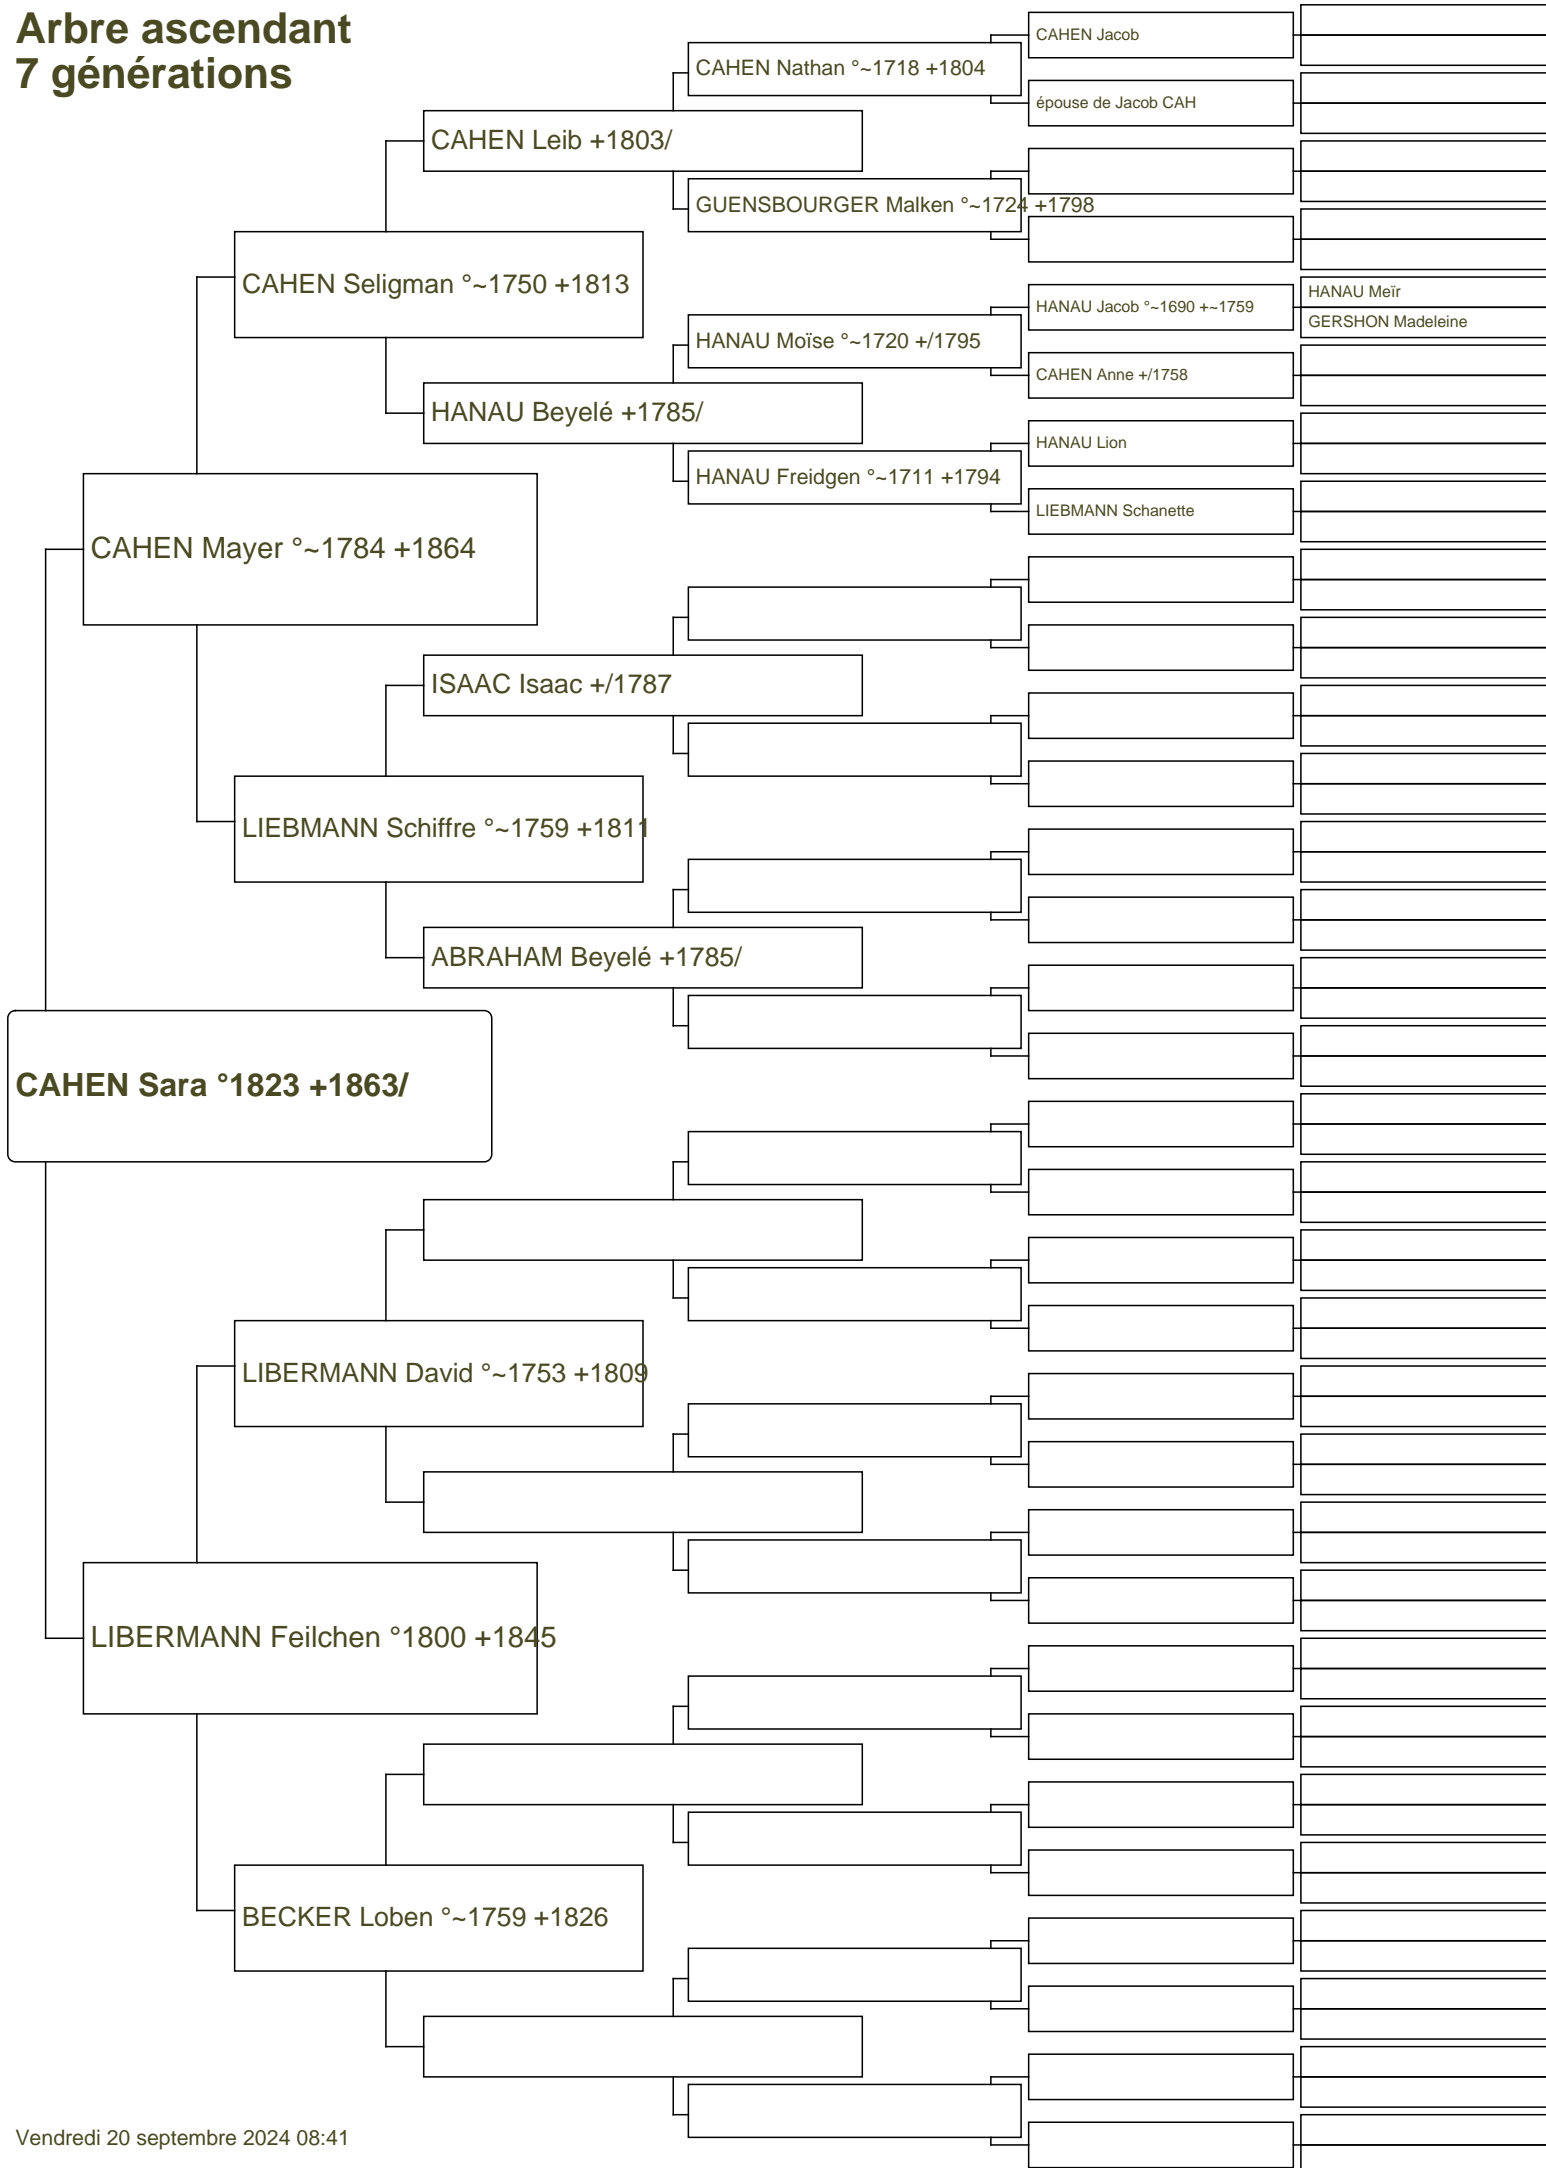 Arbre ascendant
7 générations
CAHEN Jacob
CAHEN Nathan °~1718 +1804
épouse de Jacob CAH
CAHEN Leib +1803/
GUENSBOURGER Malken °~1724 +1798
CAHEN Seligman °~1750 +1813
HANAU Meïr
HANAU Jacob °~1690 +~1759
GERSHON Madeleine
HANAU Moïse °~1720 +/1795
CAHEN Anne +/1758
HANAU Beyelé +1785/
HANAU Lion
HANAU Freidgen °~1711 +1794
LIEBMANN Schanette
CAHEN Mayer °~1784 +1864
ISAAC Isaac +/1787
LIEBMANN Schiffre °~1759 +1811
ABRAHAM Beyelé +1785/
CAHEN Sara °1823 +1863/
LIBERMANN David °~1753 +1809
LIBERMANN Feilchen °1800 +1845
BECKER Loben °~1759 +1826
Vendredi 20 septembre 2024 08:41